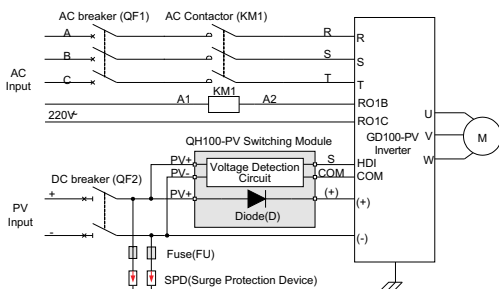 AC breaker (QF1) AC Contactor (KM1)
A R R
B S S
C T T
AC
Input
KM1
A1 A2 RO1B
220V~ RO1C
U
GD100-PV V
Inverter
W
M
QH100-PV Switching Module
PV+ Voltage Detection S HDI
PV- Circuit COM COM
DC breaker (QF2) PV+ (+) (+)
Diode(D)
+
PV
Input
- (-)
Fuse(FU)
SPD(Surge Protection Device)